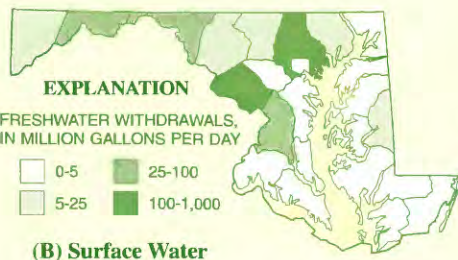 EXPLANATION
FRESHWATER WITHDRAWALS,
IN MILLION GALLONS PER DAY
0-5 25-100
5-25 100-1,000
(B) Surface Water